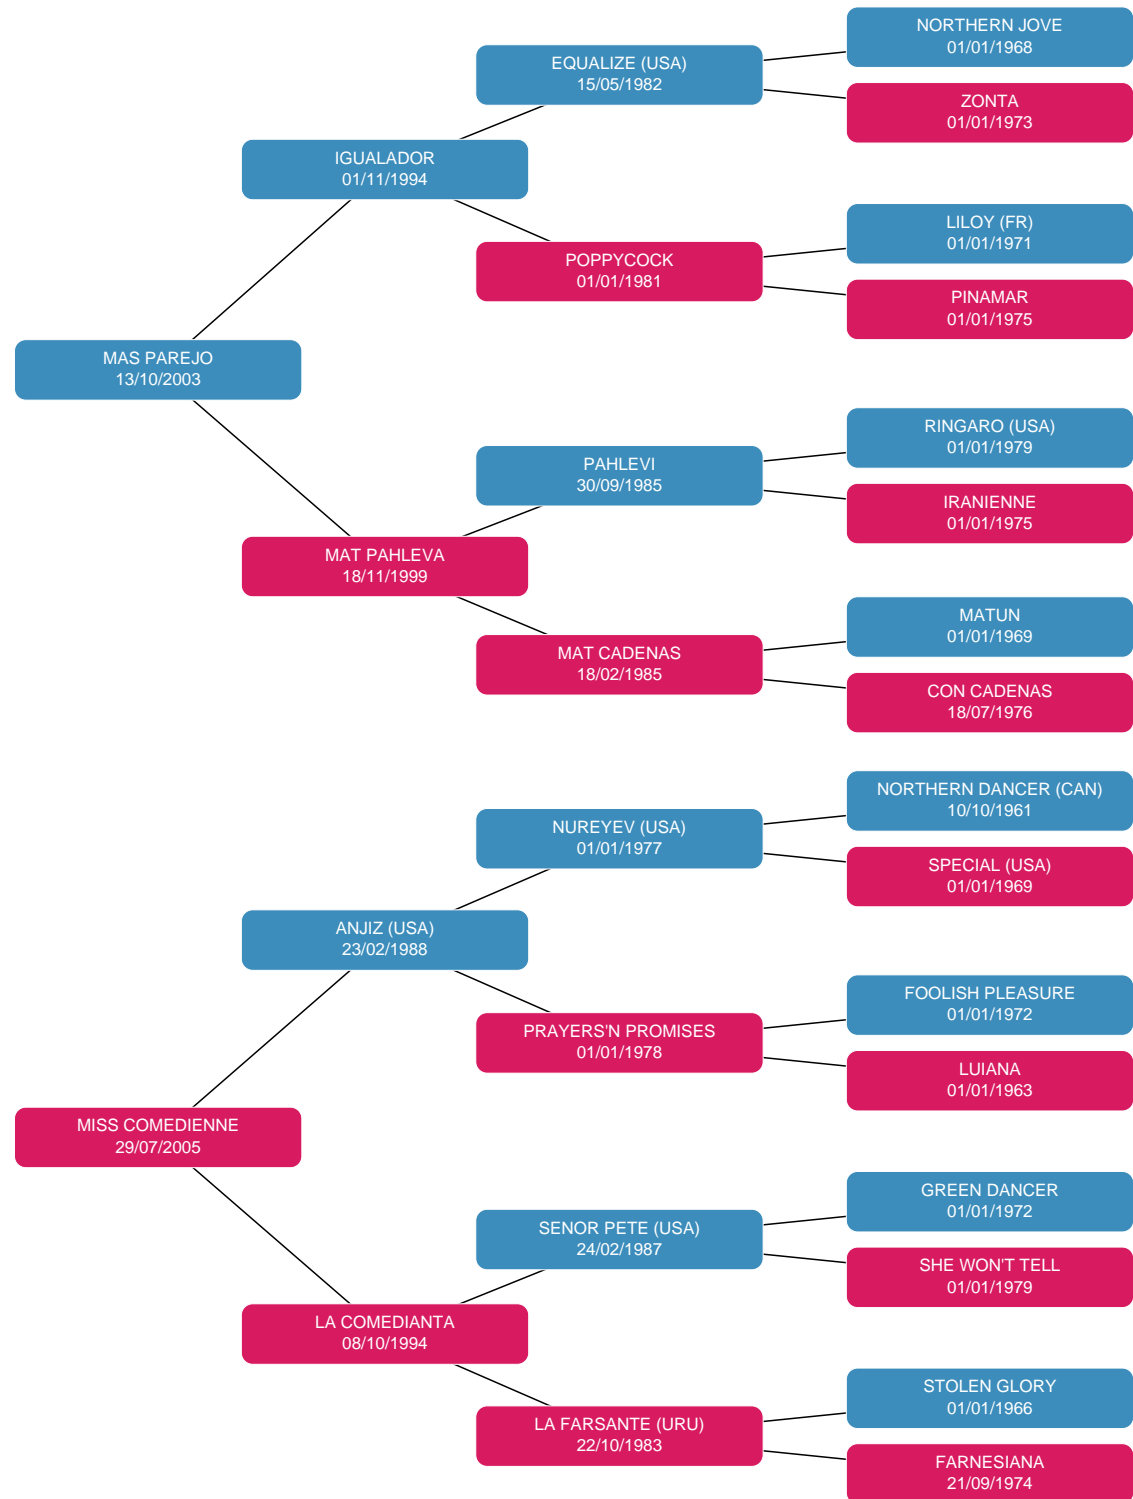 NORTHERN JOVE
01/01/1968
EQUALIZE (USA)
15/05/1982
ZONTA
01/01/1973
IGUALADOR
01/11/1994
LILOY (FR)
01/01/1971
POPPYCOCK
01/01/1981
PINAMAR
01/01/1975
MAS PAREJO
13/10/2003
RINGARO (USA)
01/01/1979
PAHLEVI
30/09/1985
IRANIENNE
01/01/1975
MAT PAHLEVA
18/11/1999
MATUN
01/01/1969
MAT CADENAS
18/02/1985
CON CADENAS
18/07/1976
NORTHERN DANCER (CAN)
10/10/1961
NUREYEV (USA)
01/01/1977
SPECIAL (USA)
01/01/1969
ANJIZ (USA)
23/02/1988
FOOLISH PLEASURE
01/01/1972
PRAYERS'N PROMISES
01/01/1978
LUIANA
01/01/1963
MISS COMEDIENNE
29/07/2005
GREEN DANCER
01/01/1972
SENOR PETE (USA)
24/02/1987
SHE WON'T TELL
01/01/1979
LA COMEDIANTA
08/10/1994
STOLEN GLORY
01/01/1966
LA FARSANTE (URU)
22/10/1983
FARNESIANA
21/09/1974